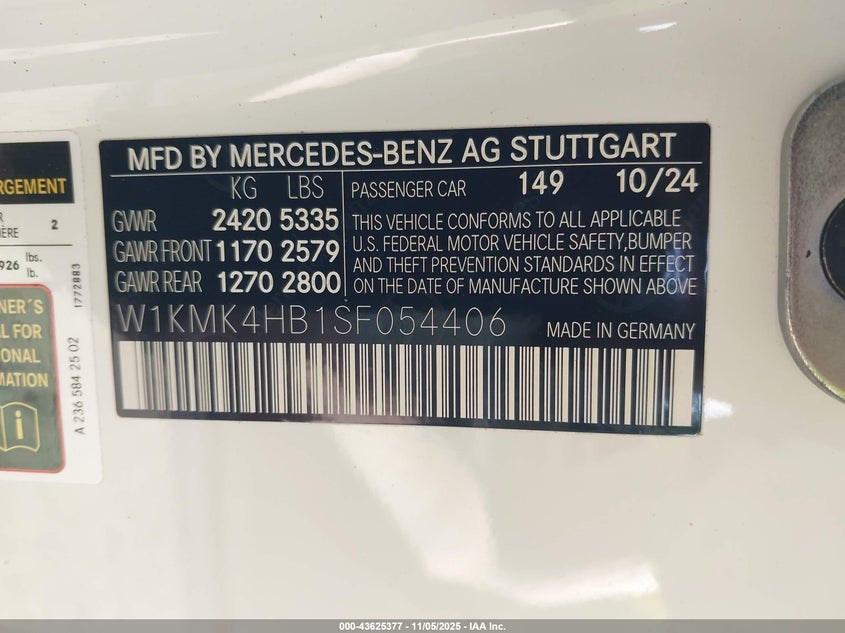 MFD BY MERCEDES-BENZ AG STUTTGART
KG LBS
GVWR 2420 5335
GAWR FRONT 1170 2579
GAWR REAR 1270 2800
PASSENGER CAR 149 10/24
THIS VEHICLE CONFORMS TO ALL APPLICABLE
U.S. FEDERAL MOTOR VEHICLE SAFETY,BUMPER
AND THEFT PREVENTION STANDARDS IN EFFECT
ON THE DATE OF MANUFACTURE SHOWN ABOVE.
W1KMK4HB1SF054406
MADE IN GERMANY
RGEMENT
R
IERE 2
926 lbs.
lb.
NER´S
L FOR
ONAL
MATION
i
1772883
A 236 584 25 02
000-43625377 - 11/05/2025 - IAA Inc.